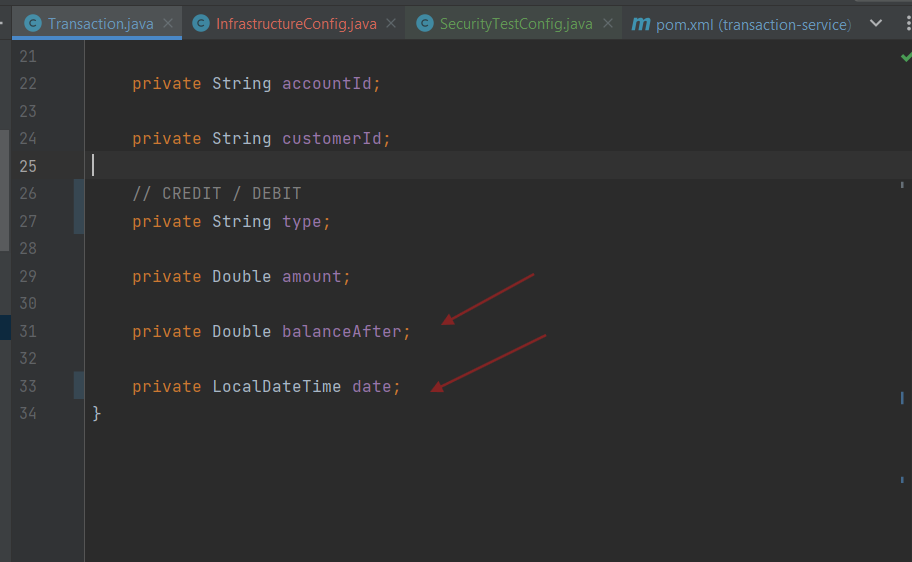 Transaction.java InfrastructureConfig.java SecurityTestConfig.java m pom.xml (transaction-service)
21
22 private String accountId;
23
24 private String customerId;
25
26 // CREDIT / DEBIT
27 private String type;
28
29 private Double amount;
30
31 private Double balanceAfter;
32
33 private LocalDateTime date;
34 }